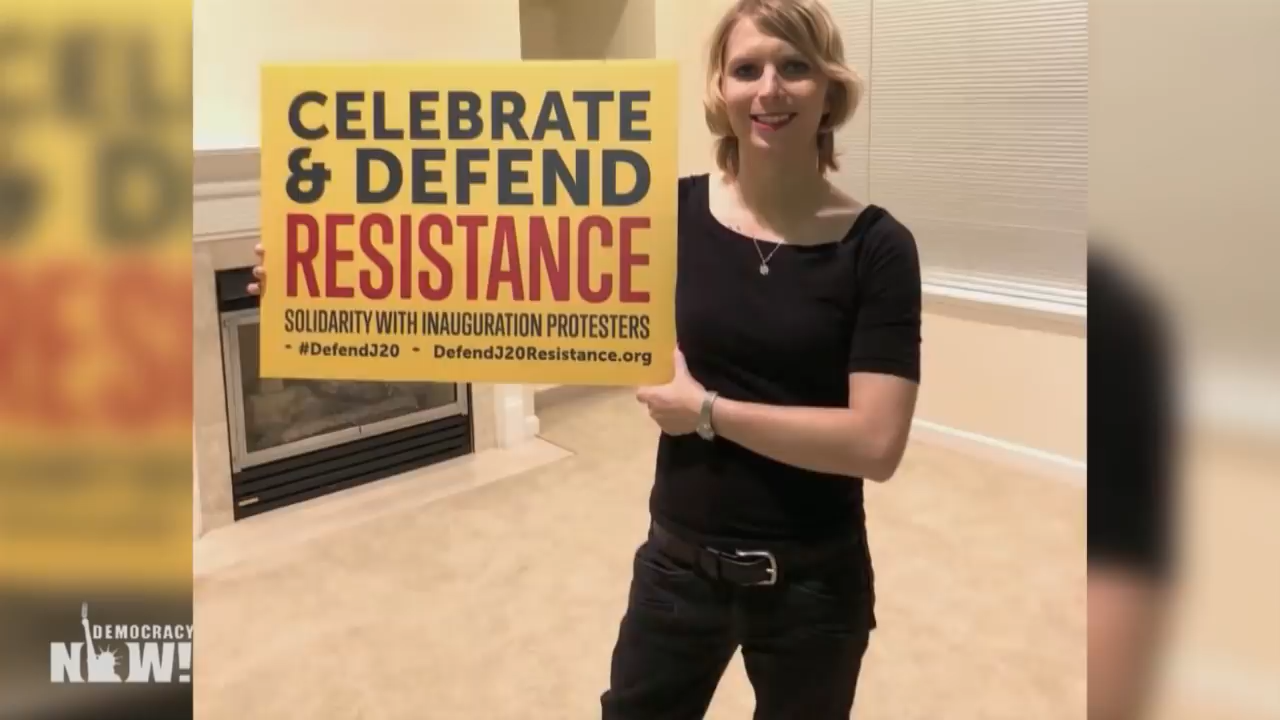 CELEBRATE
& DEFEND
RESISTANCE
SOLIDARITY WITH INAUGURATION PROTESTERS
- #DefendJ20 - DefendJ20Resistance.org
DEMOCRACY
NOW!